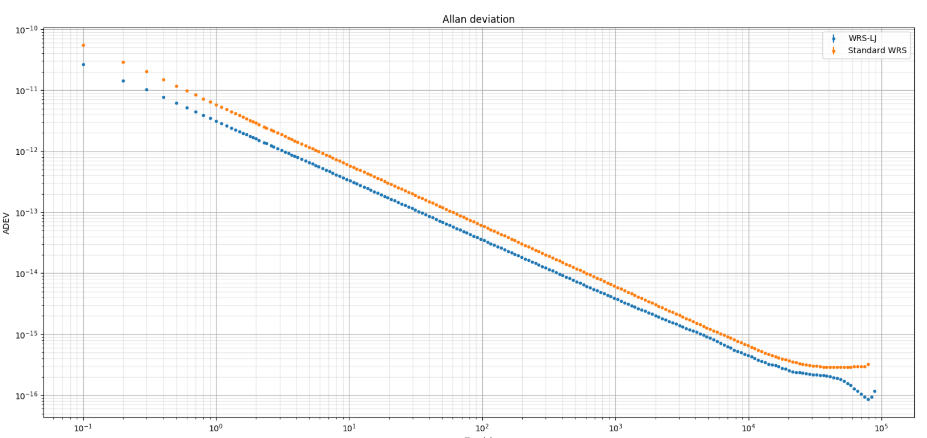 Allan deviation
WRS-LJ
Standard WRS
ADEV
10⁻¹⁰
10⁻¹¹
10⁻¹²
10⁻¹³
10⁻¹⁴
10⁻¹⁵
10⁻¹⁶
10⁻¹ 10⁰ 10¹ 10² 10³ 10⁴ 10⁵